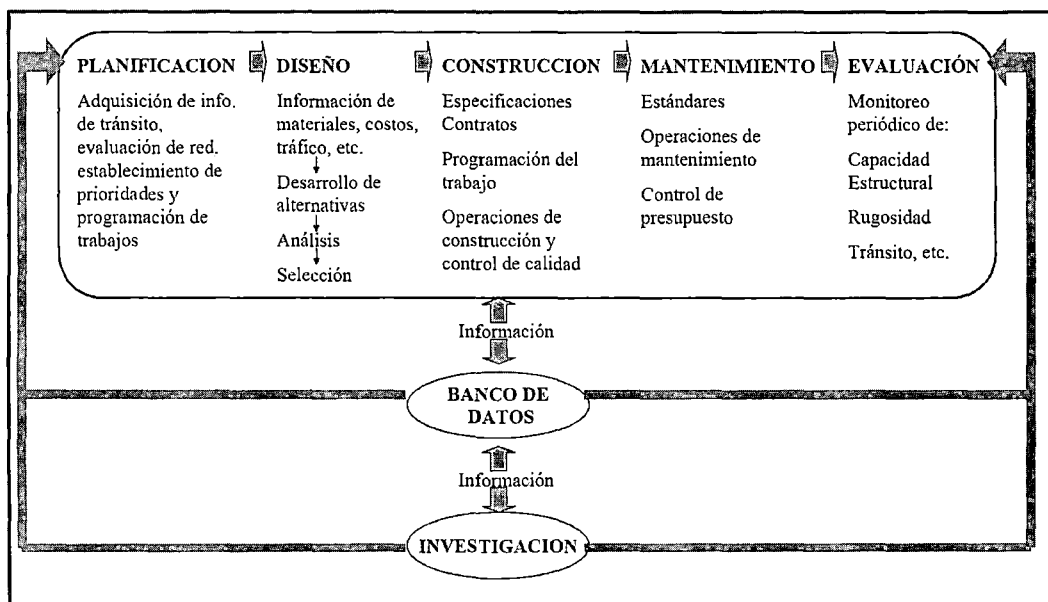 PLANIFICACION
Adquisición de info.
de tránsito,
evaluación de red.
establecimiento de
prioridades y
programación de
trabajos
DISEÑO
Información de
materiales, costos,
tráfico, etc.
Desarrollo de
alternativas
Análisis
Selección
CONSTRUCCION
Especificaciones
Contratos
Programación del
trabajo
Operaciones de
construcción y
control de calidad
MANTENIMIENTO
Estándares
Operaciones de
mantenimiento
Control de
presupuesto
EVALUACIÓN
Monitoreo
periódico de:
Capacidad
Estructural
Rugosidad
Tránsito, etc.
Información
BANCO DE
DATOS
Información
INVESTIGACION